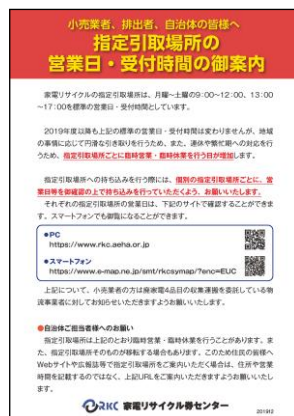 小売業者、排出者、自治体の皆様へ
指定引取場所の
営業日・受付時間の御案内
家電リサイクルの指定引取場所は、月曜～土曜の9:00～12:00、13:00
～17:00を標準の営業日・受付時間としています。
2019年度以降も上記の標準の営業日・受付時間は変わりませんが、地域
の事情に応じて円滑な引き取りを行うため、また、連休や繁忙期への対応を行
うため、指定引取場所ごとに臨時営業・臨時休業を行う日が増加します。
指定引取場所への持ち込みを行う際には、個別の指定引取場所ごとに、営
業日等を御確認の上で持ち込みを行っていただくよう、お願いいたします。
それぞれの指定引取場所の営業日は、下記のサイトで確認することができま
す。スマートフォンでも御覧になることができます。
●PC
https://www.rkc.aeha.or.jp
●スマートフォン
https://www.e-map.ne.jp/smt/rkcsymap/?enc=EUC
上記について、小売業者の方は廃家電4品目の収集運搬を委託している物
流事業者に対してお知らせいただきますようお願いいたします。
●自治体ご担当者様へのお願い
指定引取場所は上記のとおり臨時営業・臨時休業を行うことがあります。ま
た、指定引取場所そのものが移転する場合もあります。このため住民の皆様へ
Webサイトや広報誌等で指定引取場所をご案内いただく場合は、住所や営業
時間を記載するのではなく、上記URLをご案内いただきますようお願いいたし
ます。
RKC 家電リサイクル券センター
201912